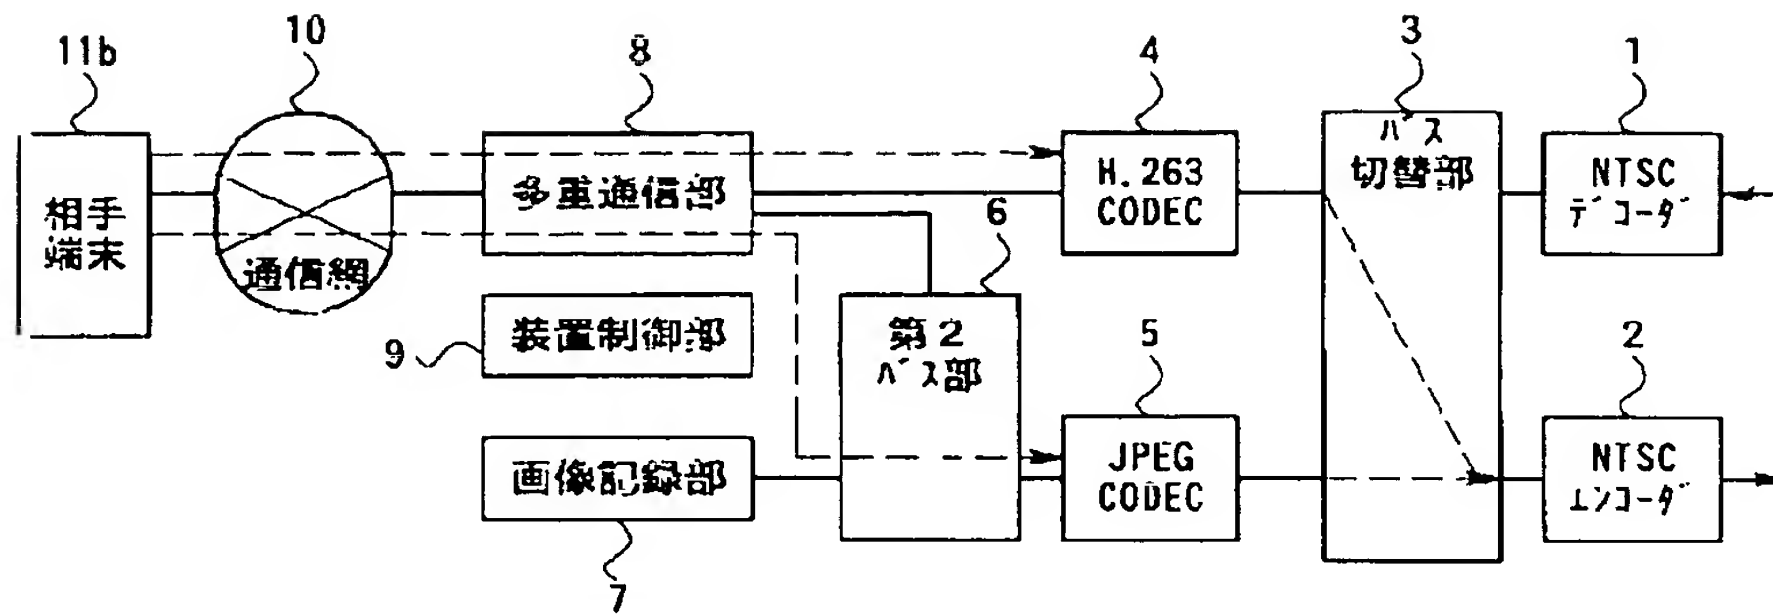 11b
10
8
4
3
1
相手
端末
通信網
多重通信部
H.263
CODEC
バス
切替部
NTSC
デコーダ
9
装置制御部
6
第2
バス部
5
JPEG
CODEC
2
NTSC
エンコーダ
画像記録部
7